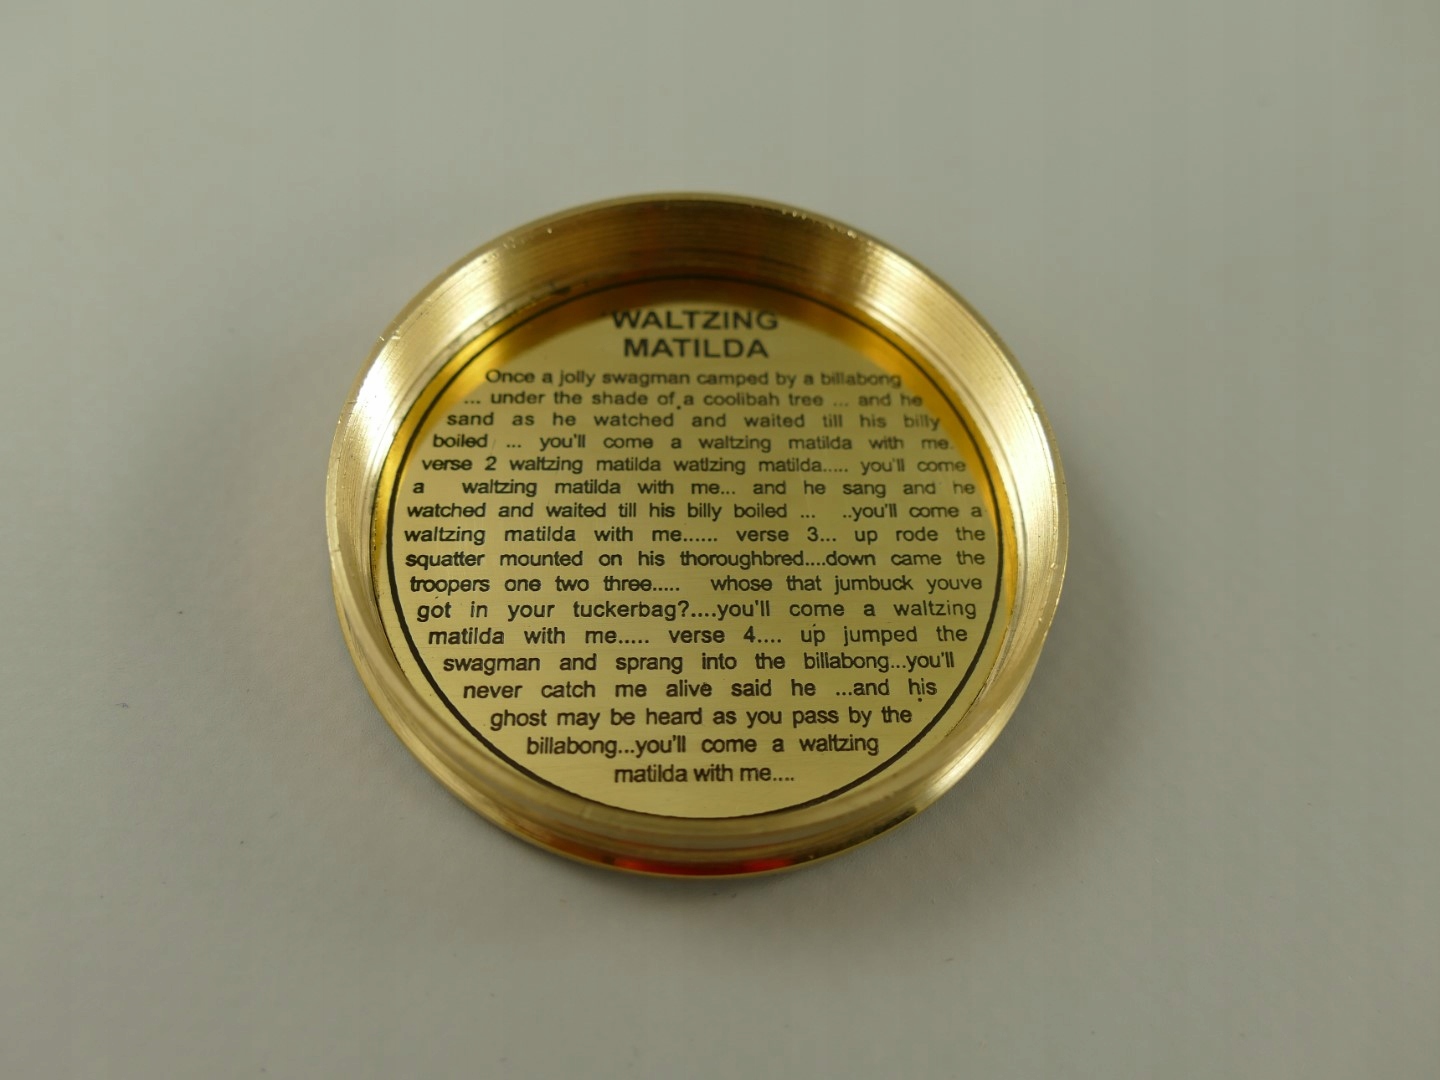 WALTZING
MATILDA
Once a jolly swagman camped by a billabong
... under the shade of a coolibah tree ... and he
sand as he watched and waited till his billy
boiled ... you'll come a waltzing matilda with me.
verse 2 waltzing matilda watlzing matilda..... you'll come
a waltzing matilda with me... and he sang and he
watched and waited till his billy boiled ... ..you'll come a
waltzing matilda with me...... verse 3... up rode the
squatter mounted on his thoroughbred....down came the
troopers one two three..... whose that jumbuck youve
got in your tuckerbag?....you'll come a waltzing
matilda with me..... verse 4.... up jumped the
swagman and sprang into the billabong...you'll
never catch me alive said he ...and his
ghost may be heard as you pass by the
billabong...you'll come a waltzing
matilda with me....